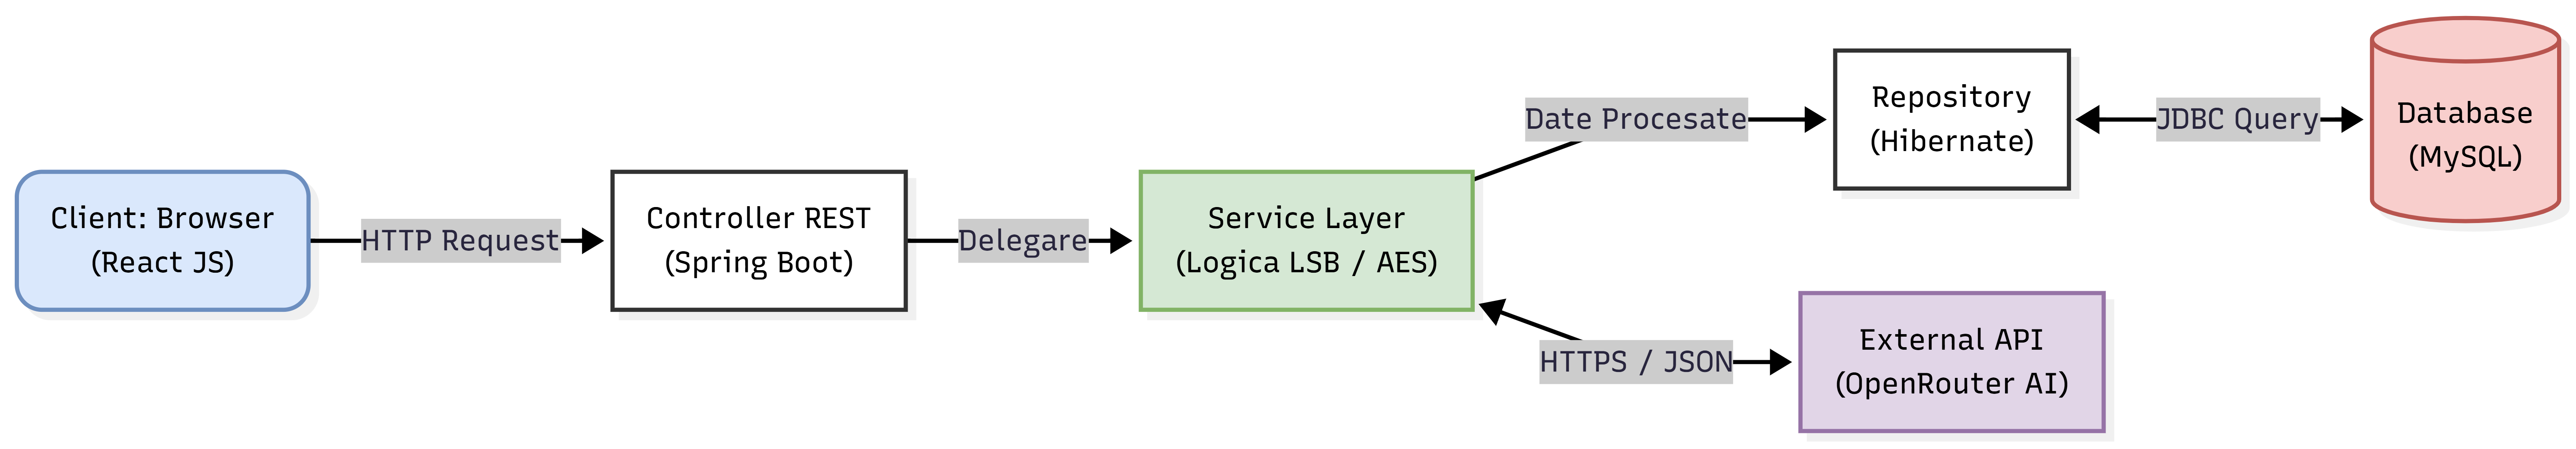 Client: Browser
(React JS)
HTTP Request
Controller REST
(Spring Boot)
Delegare
Service Layer
(Logica LSB / AES)
Date Procesate
Repository
(Hibernate)
JDBC Query
Database
(MySQL)
HTTPS / JSON
External API
(OpenRouter AI)